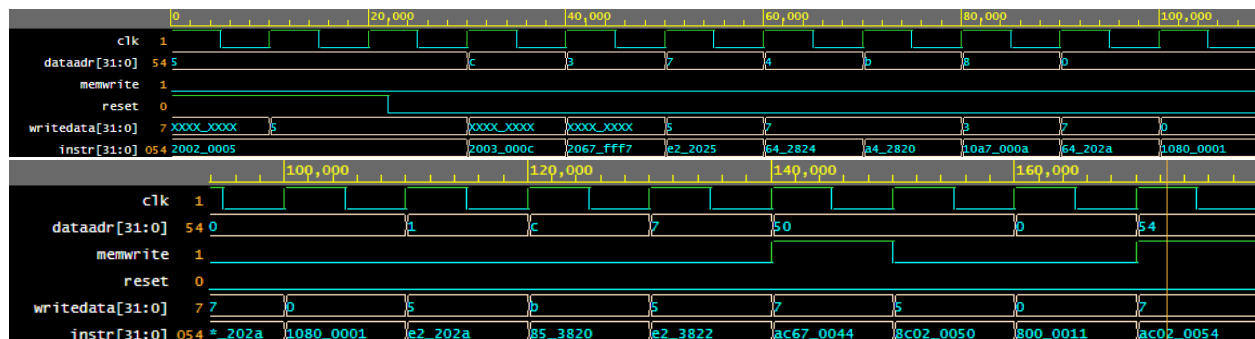 0 20,000 40,000 60,000 80,000 100,000
clk 1
dataadr[31:0] 54 5 c 3 7 4 b 8 0
memwrite 1
reset 0
writedata[31:0] 7 XXXX_XXXX 5 XXXX_XXXX XXXX_XXXX 5 7 3 7 0
instr[31:0] 054 2002_0005 2003_000c 2067_fff7 e2_2025 64_2824 a4_2820 10a7_000a 64_202a 1080_0001
100,000 120,000 140,000 160,000
clk 1
dataadr[31:0] 54 0 1 c 7 50 0 54
memwrite 1
reset 0
writedata[31:0] 7 7 0 5 b 5 7 5 0 7
instr[31:0] 054 *_202a 1080_0001 e2_202a 85_3820 e2_3822 ac67_0044 8c02_0050 800_0011 ac02_0054